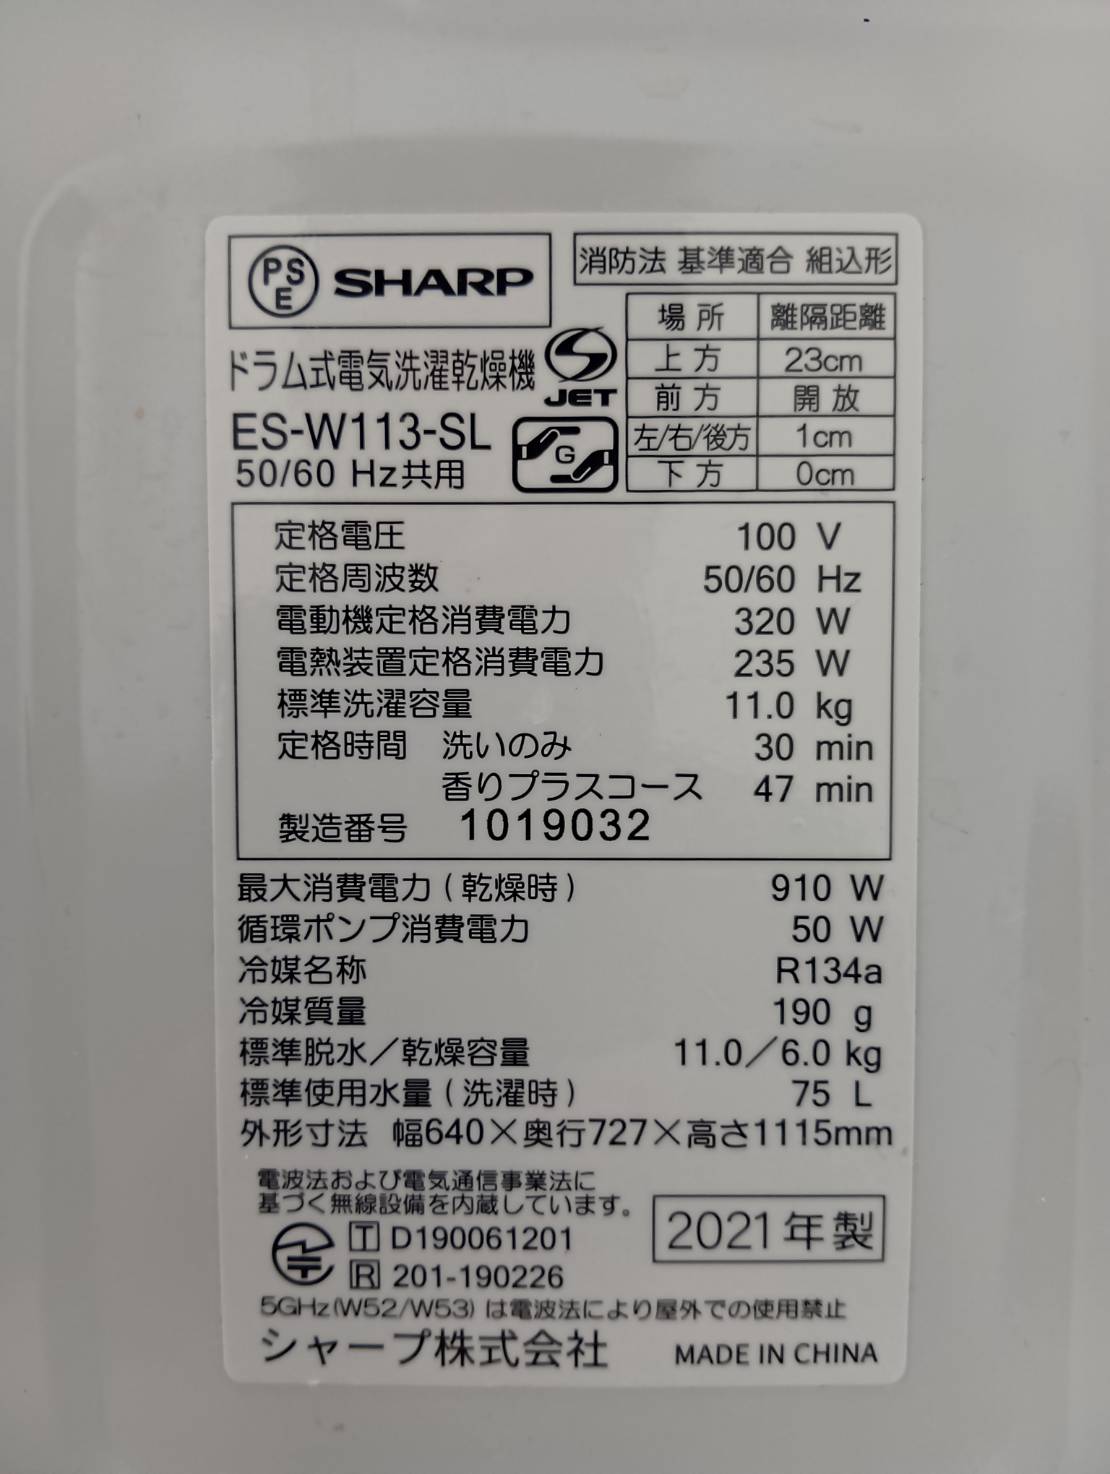 PSE SHARP
消防法 基準適合 組込形
場所 離隔距離
上方 23cm
前方 開放
左/右/後方 1cm
下方 0cm
ドラム式電気洗濯乾燥機
JET
ES-W113-SL
G
50/60 Hz共用
定格電圧 100 V
定格周波数 50/60 Hz
電動機定格消費電力 320 W
電熱装置定格消費電力 235 W
標準洗濯容量 11.0 kg
定格時間 洗いのみ 30 min
香りプラスコース 47 min
製造番号 1019032
最大消費電力(乾燥時) 910 W
循環ポンプ消費電力 50 W
冷媒名称 R134a
冷媒質量 190 g
標準脱水/乾燥容量 11.0/6.0 kg
標準使用水量(洗濯時) 75 L
外形寸法 幅640×奥行727×高さ1115mm
電波法および電気通信事業法に
基づく無線設備を内蔵しています。
T D190061201
R 201-190226
2021年製
5GHz(W52/W53)は電波法により屋外での使用禁止
シャープ株式会社 MADE IN CHINA